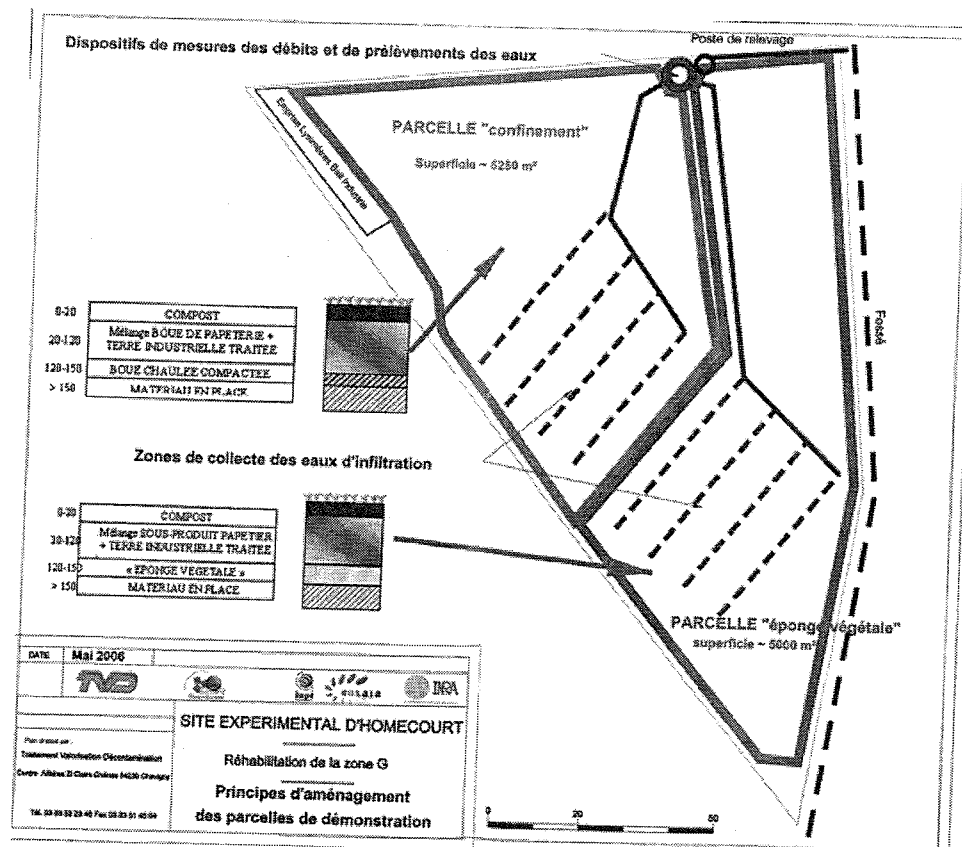 Dispositifs de mesures des débits et de prélèvements des eaux
Poste de relevage
Emprise Lysimètres
PARCELLE "confinement"
Superficie ~ 5250 m²
Fossé
0-20 COMPOST
20-120 Mélange BOUE DE PAPETERIE +
TERRE INDUSTRIELLE TRAITEE
120-150 BOUE CHAULEE COMPACTEE
> 150 MATERIAU EN PLACE
Zones de collecte des eaux d'infiltration
0-20 COMPOST
Mélange SOUS-PRODUIT PAPETIER
+ TERRE INDUSTRIELLE TRAITEE
120-150 « EPONGE VEGETALE »
> 150 MATERIAU EN PLACE
PARCELLE "éponge végétale"
superficie ~ 5000 m²
DATE Mai 2006
TVD
INRA
SITE EXPERIMENTAL D'HOMECOURT
Réhabilitation de la zone G
Principes d'aménagement
des parcelles de démonstration
Traitement Valorisation Décontamination
0 20 50